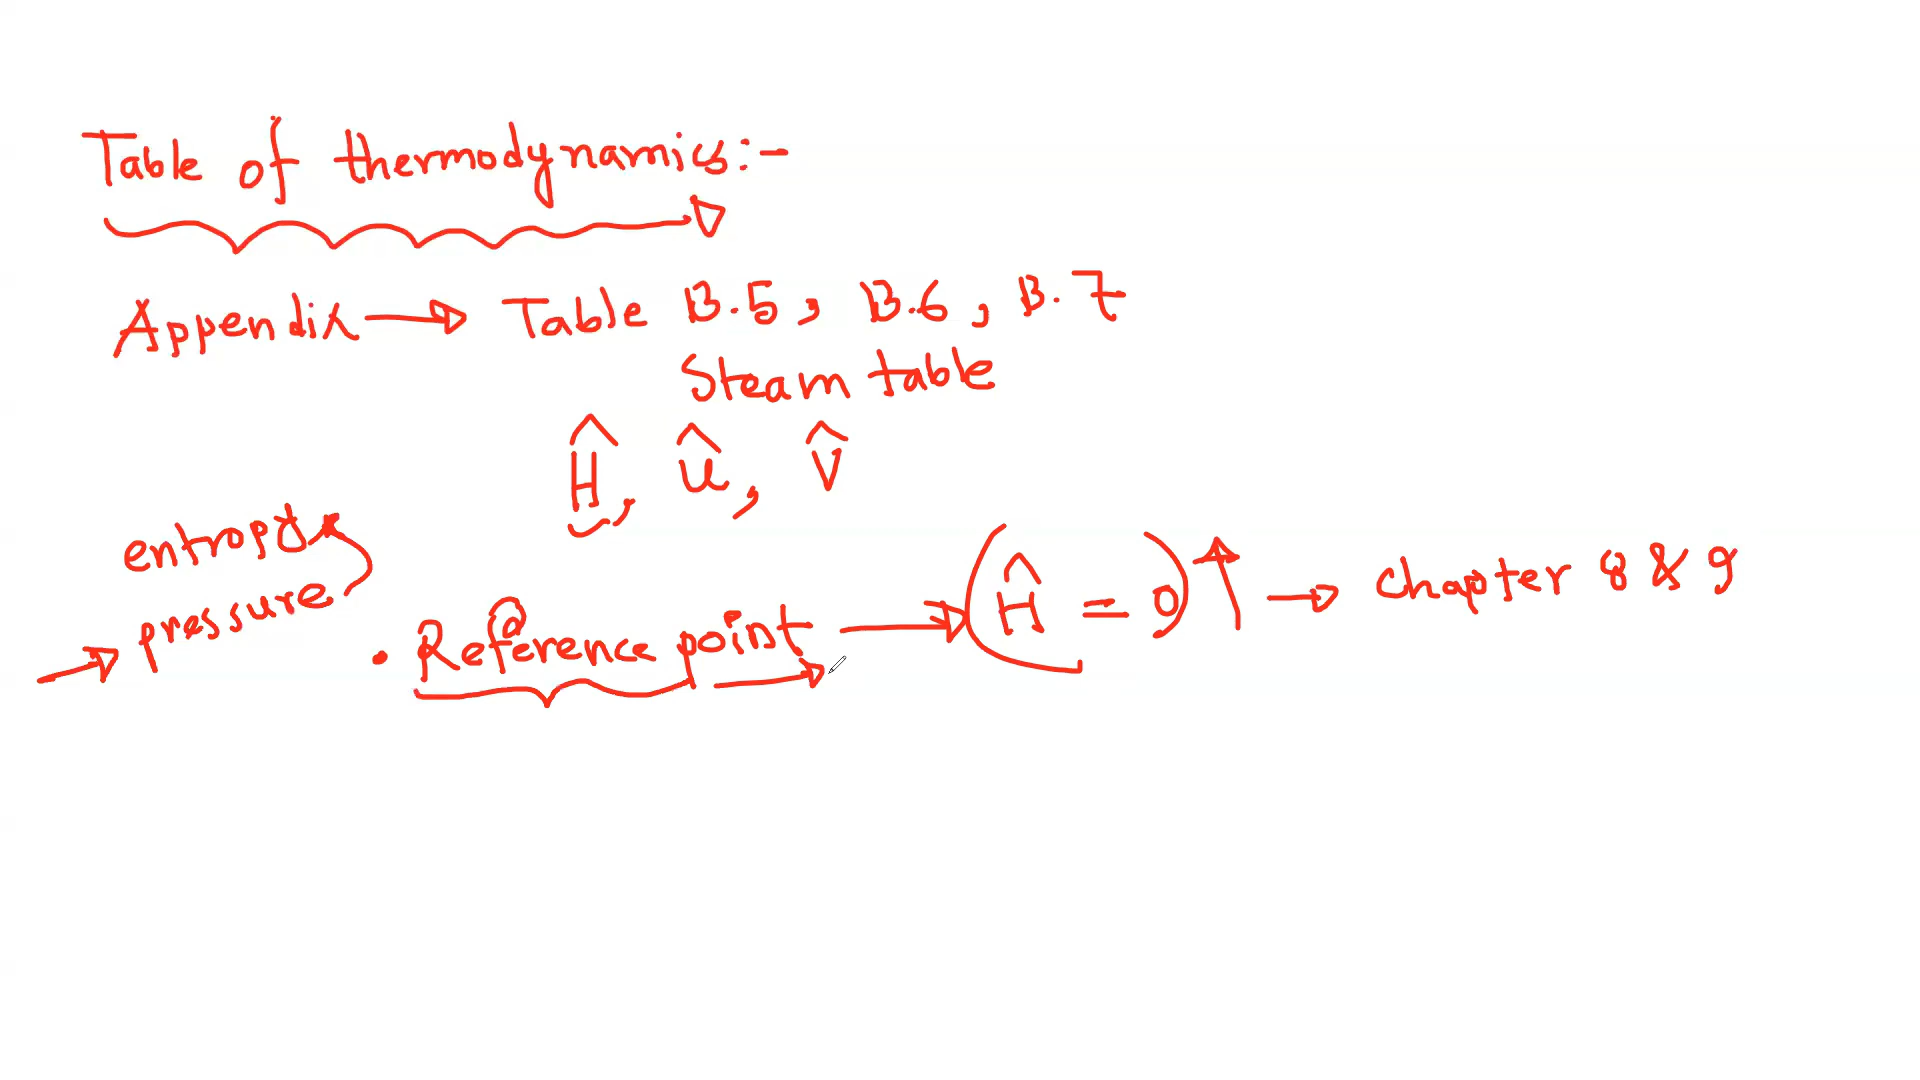 Table of thermodynamics:-
Appendix → Table B.5, B.6, B.7
Steam table
Ĥ, Û, V̂
entropy
pressure
• Reference point → (Ĥ = 0) ↑ → chapter 8 & 9
@